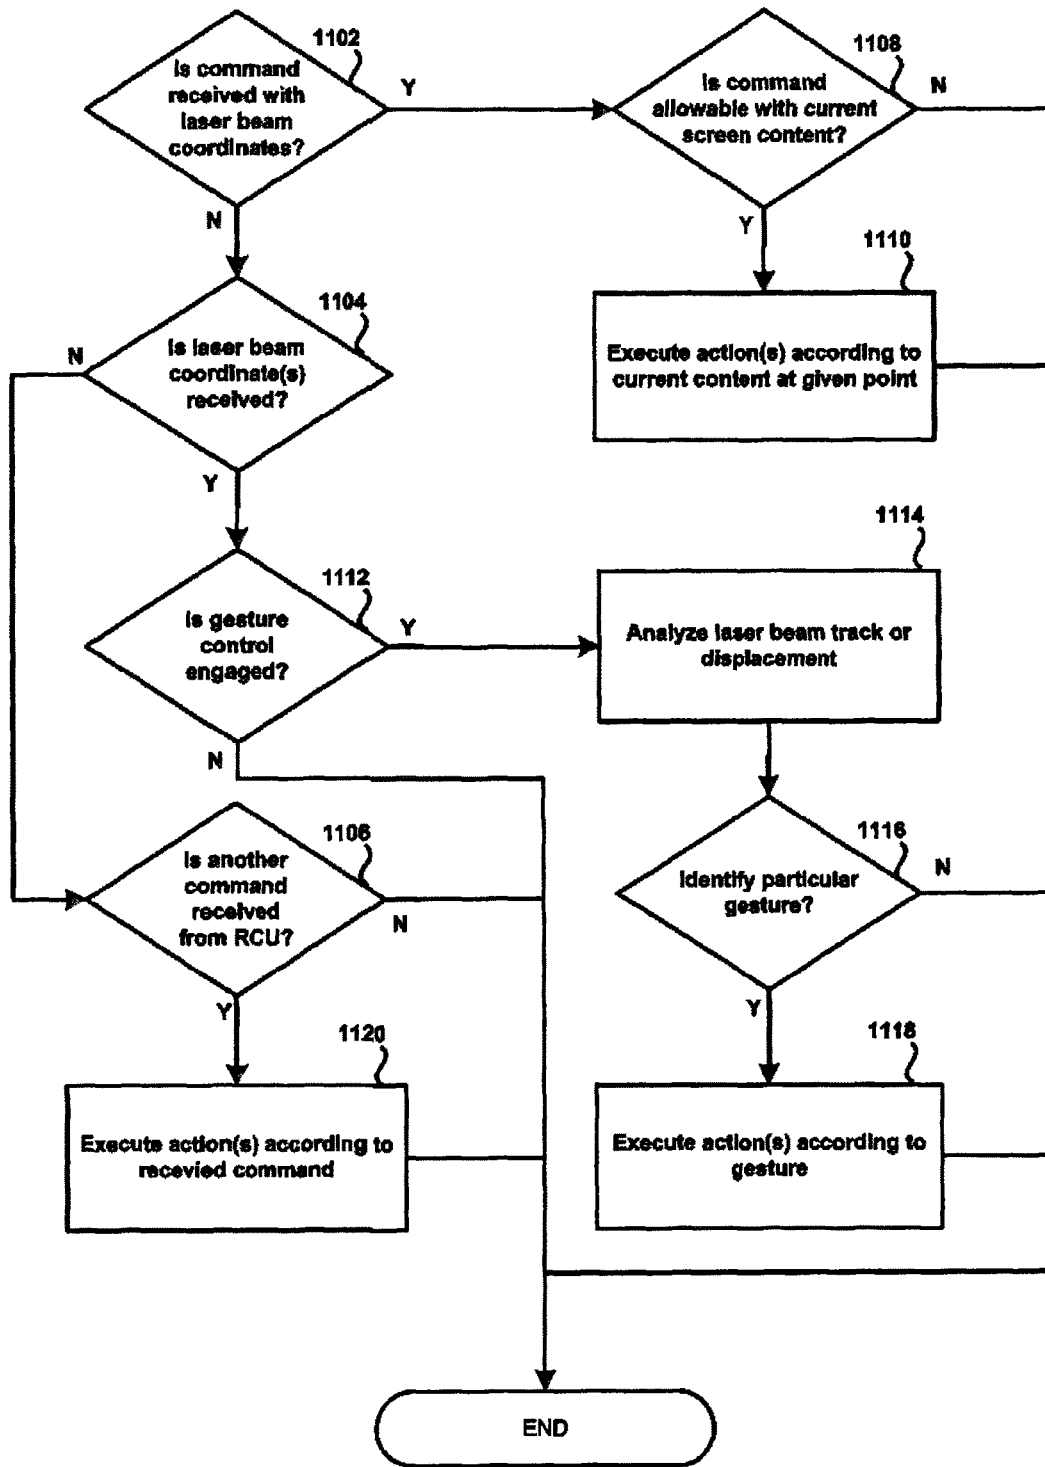 1102
Is command
received with
laser beam
coordinates?
Y
N
1108
Is command
allowable with current
screen content?
N
Y
1110
Execute action(s) according to
current content at given point
1104
Is laser beam
coordinate(s)
received?
N
Y
1112
Is gesture
control
engaged?
Y
N
1114
Analyze laser beam track or
displacement
1106
Is another
command
received
from RCU?
N
Y
1116
Identify particular
gesture?
N
Y
1120
Execute action(s) according to
recevied command
1118
Execute action(s) according to
gesture
END